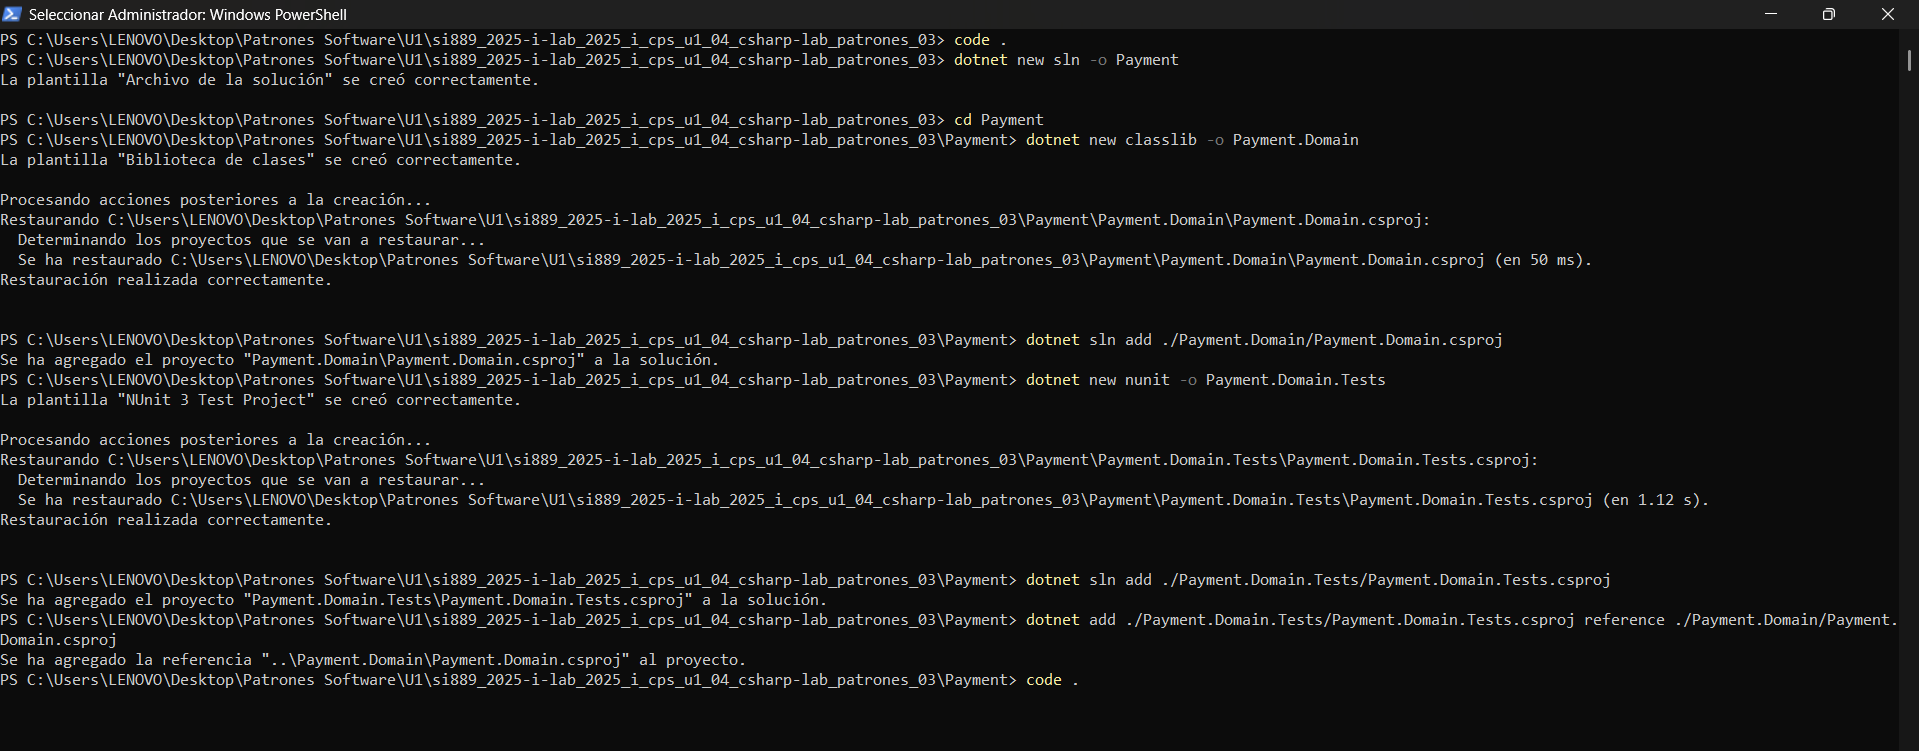 Seleccionar Administrador: Windows PowerShell
PS C:\Users\LENOVO\Desktop\Patrones Software\U1\si889_2025-i-lab_2025_i_cps_u1_04_csharp-lab_patrones_03> code .
PS C:\Users\LENOVO\Desktop\Patrones Software\U1\si889_2025-i-lab_2025_i_cps_u1_04_csharp-lab_patrones_03> dotnet new sln -o Payment
La plantilla "Archivo de la solución" se creó correctamente.
PS C:\Users\LENOVO\Desktop\Patrones Software\U1\si889_2025-i-lab_2025_i_cps_u1_04_csharp-lab_patrones_03> cd Payment
PS C:\Users\LENOVO\Desktop\Patrones Software\U1\si889_2025-i-lab_2025_i_cps_u1_04_csharp-lab_patrones_03\Payment> dotnet new classlib -o Payment.Domain
La plantilla "Biblioteca de clases" se creó correctamente.
Procesando acciones posteriores a la creación...
Restaurando C:\Users\LENOVO\Desktop\Patrones Software\U1\si889_2025-i-lab_2025_i_cps_u1_04_csharp-lab_patrones_03\Payment\Payment.Domain\Payment.Domain.csproj:
  Determinando los proyectos que se van a restaurar...
  Se ha restaurado C:\Users\LENOVO\Desktop\Patrones Software\U1\si889_2025-i-lab_2025_i_cps_u1_04_csharp-lab_patrones_03\Payment\Payment.Domain\Payment.Domain.csproj (en 50 ms).
Restauración realizada correctamente.
PS C:\Users\LENOVO\Desktop\Patrones Software\U1\si889_2025-i-lab_2025_i_cps_u1_04_csharp-lab_patrones_03\Payment> dotnet sln add ./Payment.Domain/Payment.Domain.csproj
Se ha agregado el proyecto "Payment.Domain\Payment.Domain.csproj" a la solución.
PS C:\Users\LENOVO\Desktop\Patrones Software\U1\si889_2025-i-lab_2025_i_cps_u1_04_csharp-lab_patrones_03\Payment> dotnet new nunit -o Payment.Domain.Tests
La plantilla "NUnit 3 Test Project" se creó correctamente.
Procesando acciones posteriores a la creación...
Restaurando C:\Users\LENOVO\Desktop\Patrones Software\U1\si889_2025-i-lab_2025_i_cps_u1_04_csharp-lab_patrones_03\Payment\Payment.Domain.Tests\Payment.Domain.Tests.csproj:
  Determinando los proyectos que se van a restaurar...
  Se ha restaurado C:\Users\LENOVO\Desktop\Patrones Software\U1\si889_2025-i-lab_2025_i_cps_u1_04_csharp-lab_patrones_03\Payment\Payment.Domain.Tests\Payment.Domain.Tests.csproj (en 1.12 s).
Restauración realizada correctamente.
PS C:\Users\LENOVO\Desktop\Patrones Software\U1\si889_2025-i-lab_2025_i_cps_u1_04_csharp-lab_patrones_03\Payment> dotnet sln add ./Payment.Domain.Tests/Payment.Domain.Tests.csproj
Se ha agregado el proyecto "Payment.Domain.Tests\Payment.Domain.Tests.csproj" a la solución.
PS C:\Users\LENOVO\Desktop\Patrones Software\U1\si889_2025-i-lab_2025_i_cps_u1_04_csharp-lab_patrones_03\Payment> dotnet add ./Payment.Domain.Tests/Payment.Domain.Tests.csproj reference ./Payment.Domain/Payment.
Domain.csproj
Se ha agregado la referencia "..\Payment.Domain\Payment.Domain.csproj" al proyecto.
PS C:\Users\LENOVO\Desktop\Patrones Software\U1\si889_2025-i-lab_2025_i_cps_u1_04_csharp-lab_patrones_03\Payment> code .